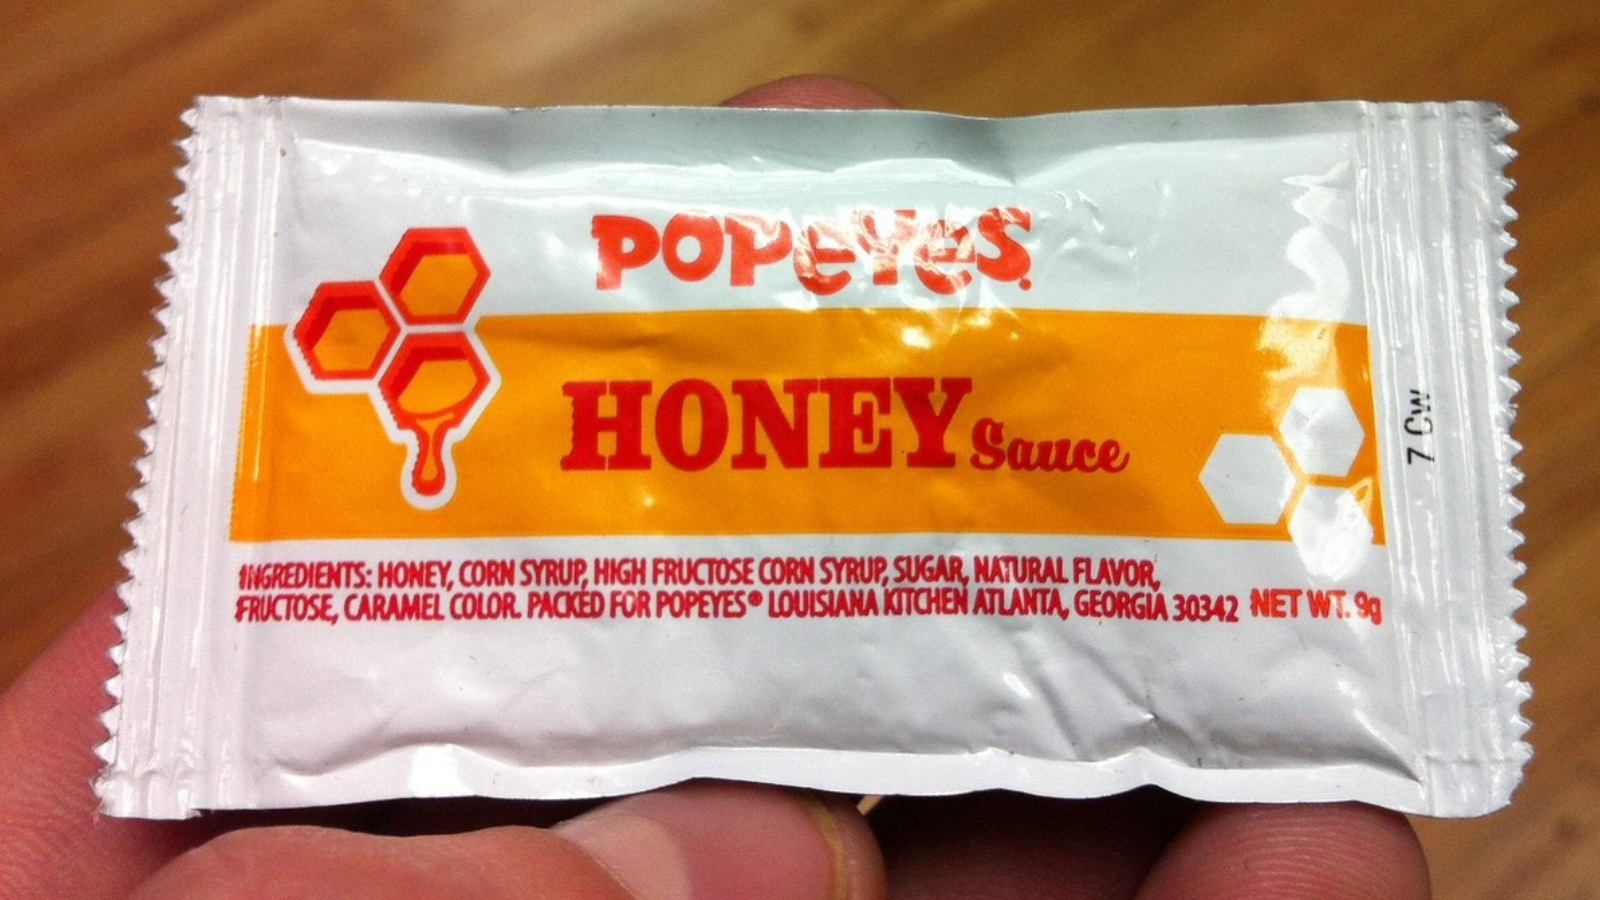 POPEYES
HONEY Sauce
7 CW
INGREDIENTS: HONEY, CORN SYRUP, HIGH FRUCTOSE CORN SYRUP, SUGAR, NATURAL FLAVOR,
FRUCTOSE, CARAMEL COLOR. PACKED FOR POPEYES® LOUISIANA KITCHEN ATLANTA, GEORGIA 30342 NET WT. 9g